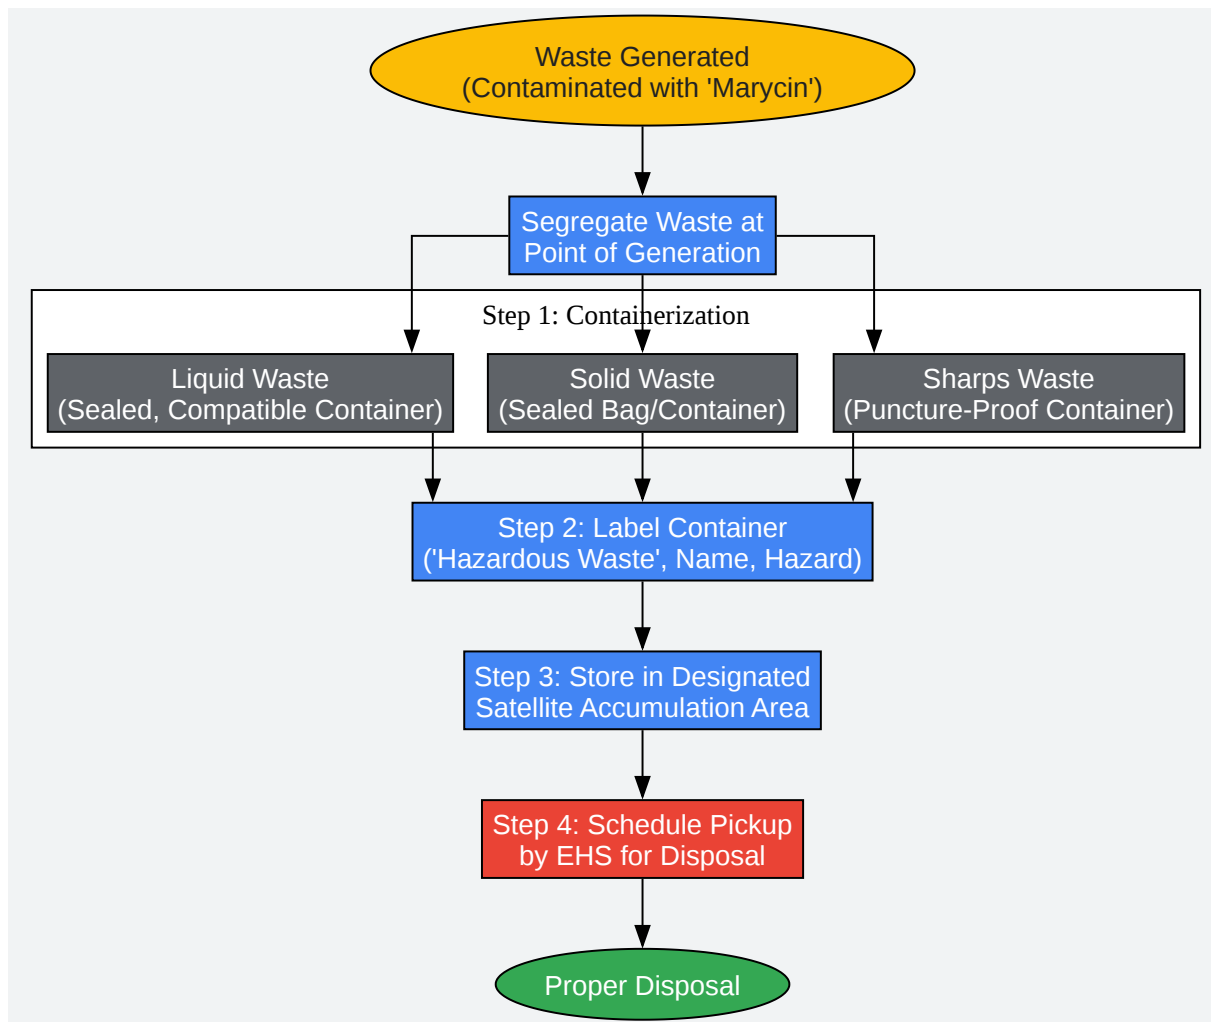 Waste Generated
(Contaminated with 'Marycin')
Segregate Waste at
Point of Generation
Step 1: Containerization
Liquid Waste
(Sealed, Compatible Container)
Solid Waste
(Sealed Bag/Container)
Sharps Waste
(Puncture-Proof Container)
Step 2: Label Container
('Hazardous Waste', Name, Hazard)
Step 3: Store in Designated
Satellite Accumulation Area
Step 4: Schedule Pickup
by EHS for Disposal
Proper Disposal